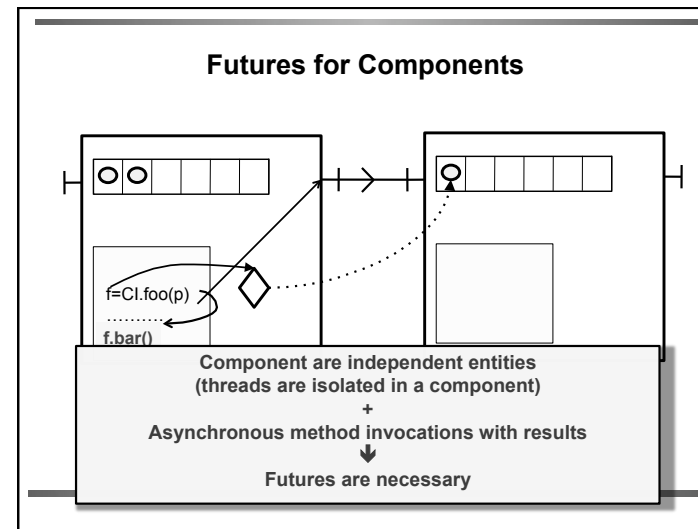 Futures for Components
f=CI.foo(p)
...............
f.bar()
Component are independent entities
(threads are isolated in a component)
+
Asynchronous method invocations with results
🡻
Futures are necessary